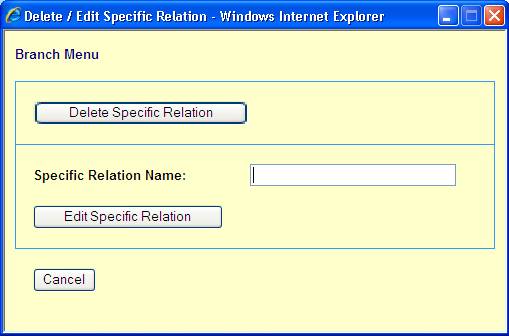 Delete / Edit Specific Relation - Windows Internet Explorer
Branch Menu
Delete Specific Relation
Specific Relation Name:
Edit Specific Relation
Cancel